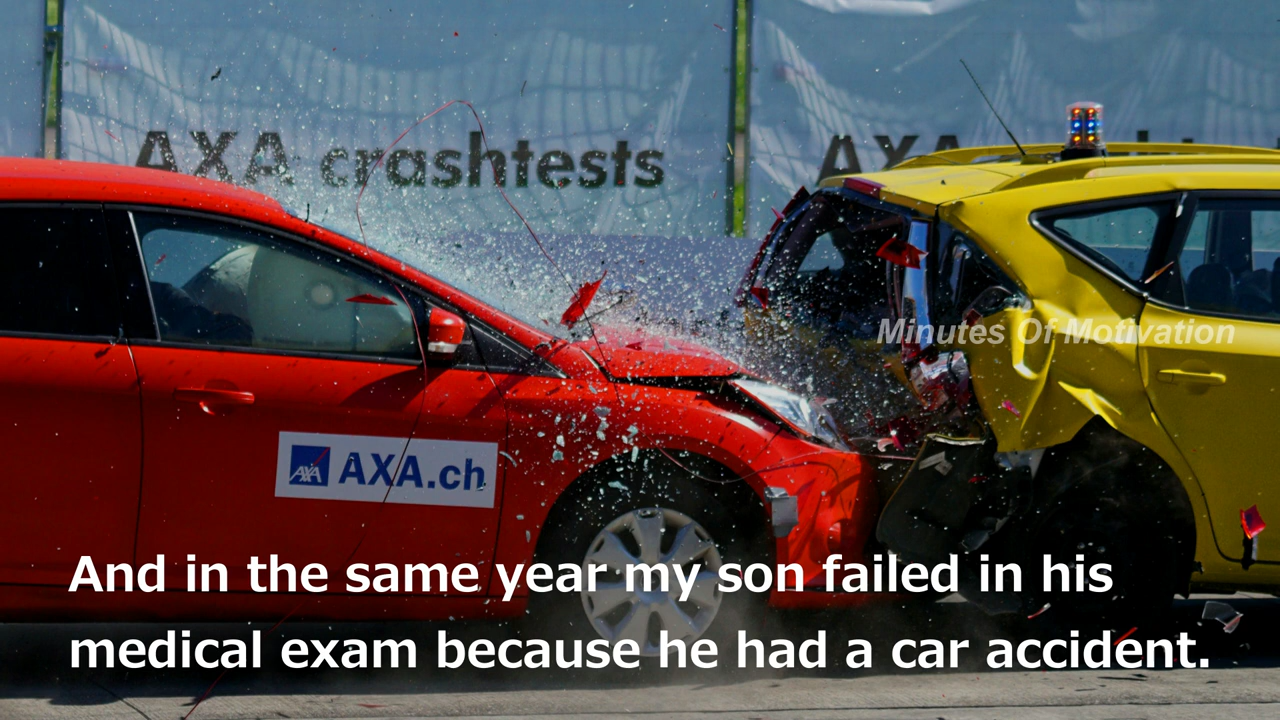 AXA crashtests
AXA
Minutes Of Motivation
AXA
AXA.ch
And in the same year my son failed in his
medical exam because he had a car accident.